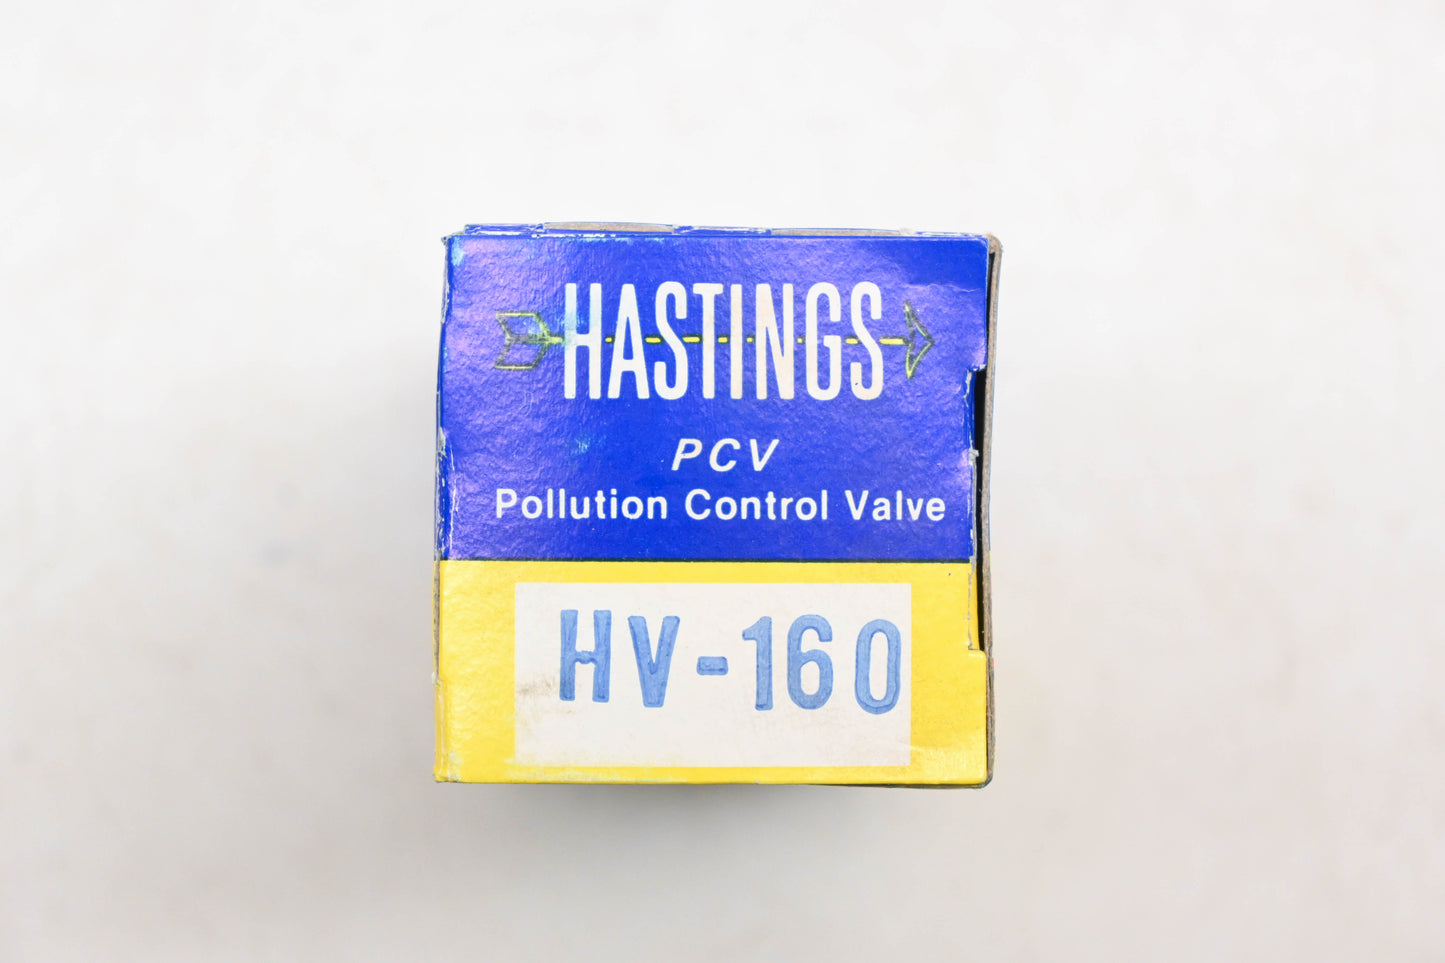 HASTINGS
PCV
Pollution Control Valve
HV-160